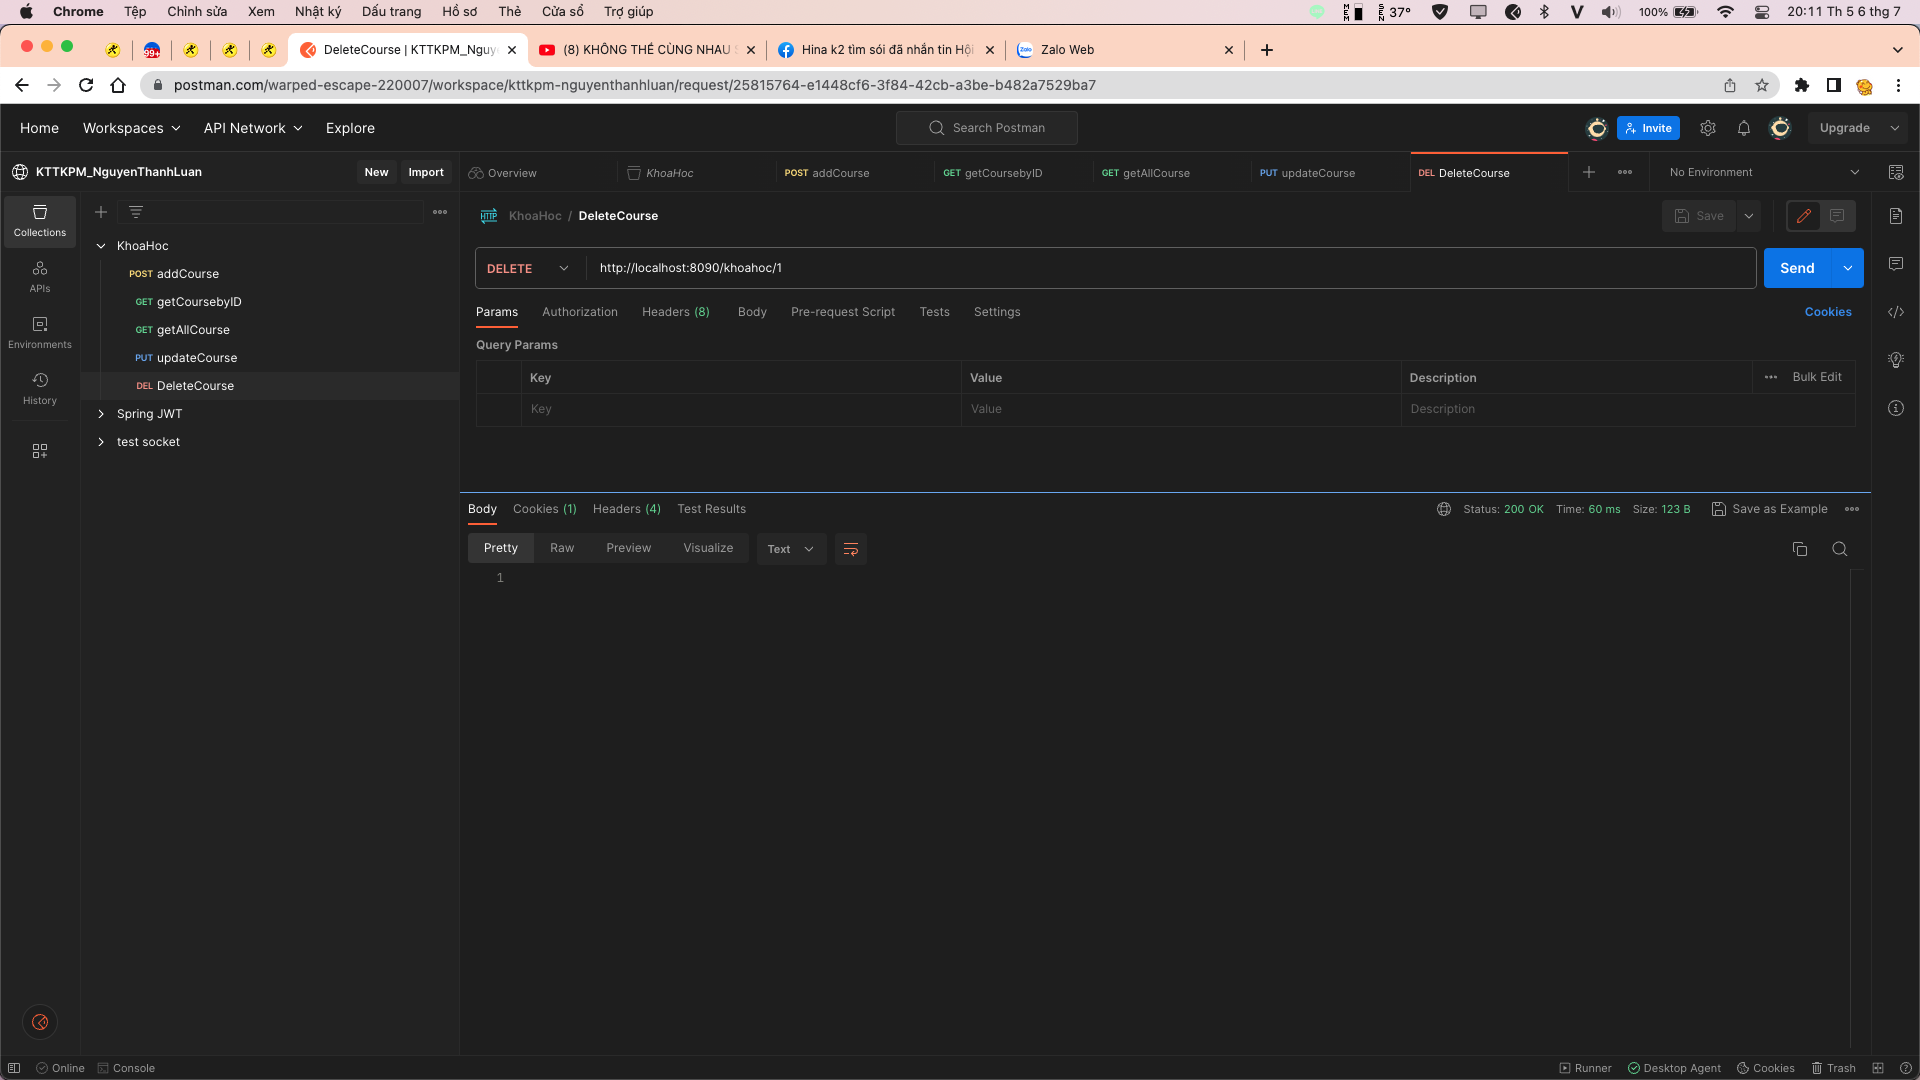 Chrome Tệp Chỉnh sửa Xem Nhật ký Dấu trang Hồ sơ Thẻ Cửa sổ Trợ giúp MEM SEN 37° V 100% 20:11 Th 5 6 thg 7
99+ DeleteCourse | KTTKPM_Nguy (8) KHÔNG THỂ CÙNG NHAU Hina k2 tìm sói đã nhắn tin Hội Zalo Zalo Web
postman.com/warped-escape-220007/workspace/kttkpm-nguyenthanhluan/request/25815764-e1448cf6-3f84-42cb-a3be-b482a7529ba7
Home Workspaces API Network Explore Search Postman Invite Upgrade
KTTKPM_NguyenThanhLuan New Import Overview KhoaHoc POST addCourse GET getCoursebyID GET getAllCourse PUT updateCourse DEL DeleteCourse No Environment
Collections
APIs
Environments
History
KhoaHoc
POST addCourse
GET getCoursebyID
GET getAllCourse
PUT updateCourse
DEL DeleteCourse
Spring JWT
test socket
HTTP KhoaHoc / DeleteCourse Save
DELETE http://localhost:8090/khoahoc/1 Send
Params Authorization Headers (8) Body Pre-request Script Tests Settings Cookies
Query Params
Key Value Description Bulk Edit
Key Value Description
Body Cookies (1) Headers (4) Test Results Status: 200 OK Time: 60 ms Size: 123 B Save as Example
Pretty Raw Preview Visualize Text
1
Online Console Runner Desktop Agent Cookies Trash